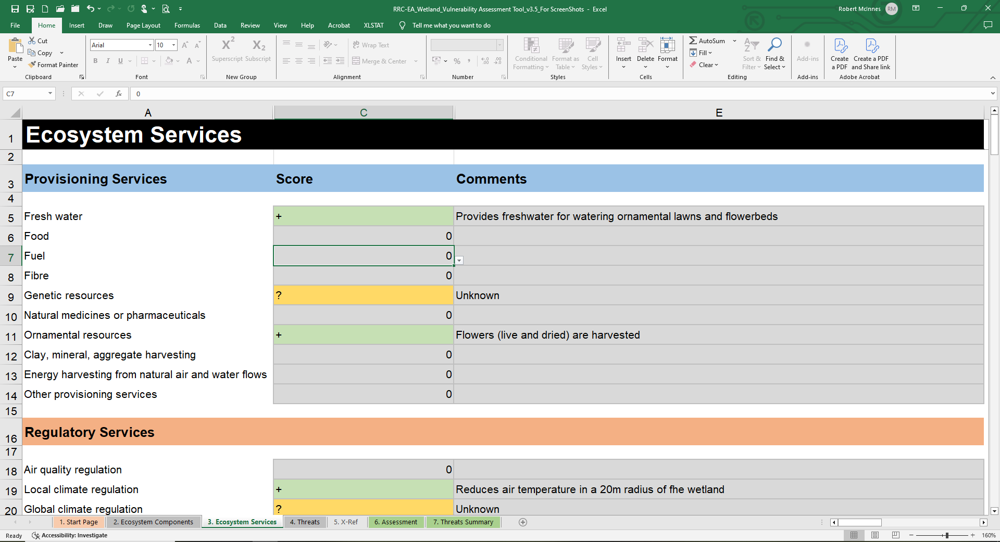 RRC-EA_Wetland_Vulnerability Assessment Tool_v3.5_For ScreenShots - Excel
Robert McInnes RM
File Home Insert Draw Page Layout Formulas Data Review View Help Acrobat XLSTAT Tell me what you want to do
Paste
Cut
Copy
Format Painter
Clipboard
Arial 10
B I U
Font
Superscript Subscript
New Group
Wrap Text
Merge & Center
Alignment
Number
Conditional Formatting
Format as Table
Cell Styles
Styles
Insert Delete Format
Cells
AutoSum
Fill
Clear
Sort & Filter
Find & Select
Editing
Add-ins
Add-ins
Create a PDF
Create a PDF and Share link
Adobe Acrobat
C7 fx 0
A C E
1 Ecosystem Services
2
3 Provisioning Services Score Comments
4
5 Fresh water + Provides freshwater for watering ornamental lawns and flowerbeds
6 Food 0
7 Fuel 0
8 Fibre 0
9 Genetic resources ? Unknown
10 Natural medicines or pharmaceuticals 0
11 Ornamental resources + Flowers (live and dried) are harvested
12 Clay, mineral, aggregate harvesting 0
13 Energy harvesting from natural air and water flows 0
14 Other provisioning services 0
15
16 Regulatory Services
17
18 Air quality regulation 0
19 Local climate regulation + Reduces air temperature in a 20m radius of fhe wetland
20 Global climate regulation ? Unknown
1. Start Page 2. Ecosystem Components 3. Ecosystem Services 4. Threats 5. X-Ref 6. Assessment 7. Threats Summary
Ready Accessibility: Investigate 160%